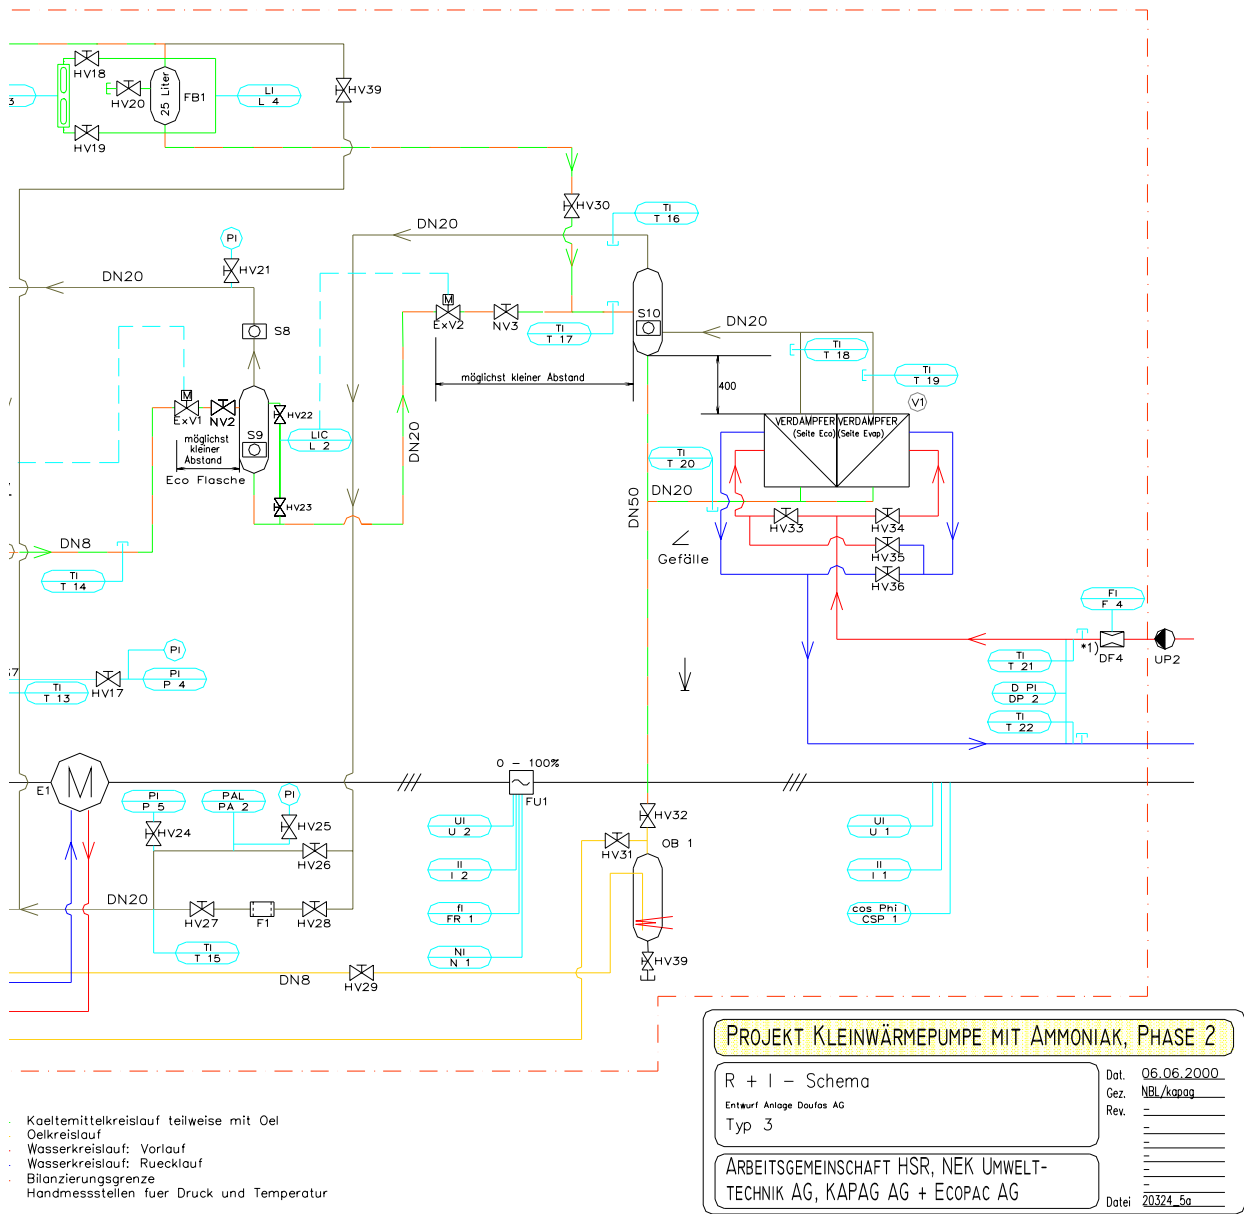 HV18
HV20
25 Liter
FB1
LI
L 4
3
HV19
HV39
HV30
TI
T 16
DN20
PI
HV21
DN20
M
ExV2
NV3
TI
T 17
S10
DN20
TI
T 18
TI
T 19
S8
möglichst kleiner Abstand
400
V1
M
ExV1
NV2
HV22
möglichst
kleiner
Abstand
S9
LIC
L 2
DN20
VERDAMPFER
(Seite Eco)
VERDAMPFER
(Seite Evap)
Eco Flasche
TI
T 20
DN20
HV23
DN50
HV33
HV34
DN8
TI
T 14
Gefälle
HV35
HV36
FI
F 4
*1)
DF4
UP2
PI
37
HV17
PI
P 4
TI
T 13
TI
T 21
D PI
DP 2
TI
T 22
E1
M
0 - 100%
FU1
PI
P 5
PAL
PA 2
PI
HV24
HV25
HV26
UI
U 2
HV32
HV31
OB 1
UI
U 1
II
I 2
II
I 1
DN20
HV27
F1
HV28
fI
FR 1
cos Phi I
CSP 1
TI
T 15
NI
N 1
DN8
HV29
HV39
PROJEKT KLEINWÄRMEPUMPE MIT AMMONIAK, PHASE 2
R + I - Schema
Entwurf Anlage Doufas AG
Typ 3
Dat. 06.06.2000
Gez. NBL/kapag
Rev. -
-
-
-
-
-
ARBEITSGEMEINSCHAFT HSR, NEK UMWELT-
TECHNIK AG, KAPAG AG + ECOPAC AG
Datei 20324_5a
Kaeltemittelkreislauf teilweise mit Oel
Oelkreislauf
Wasserkreislauf: Vorlauf
Wasserkreislauf: Ruecklauf
Bilanzierungsgrenze
Handmessstellen fuer Druck und Temperatur